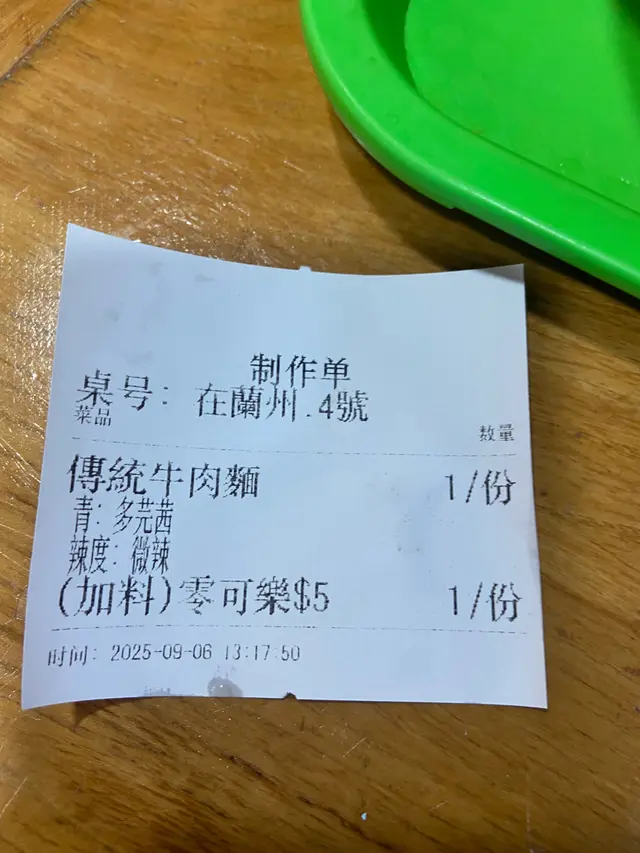 制作单
桌号: 在蘭州.4號
菜品 数量
傳統牛肉麵 1/份
青: 多芫茜
辣度: 微辣
(加料)零可樂$5 1/份
时间: 2025-09-06 13:17:50